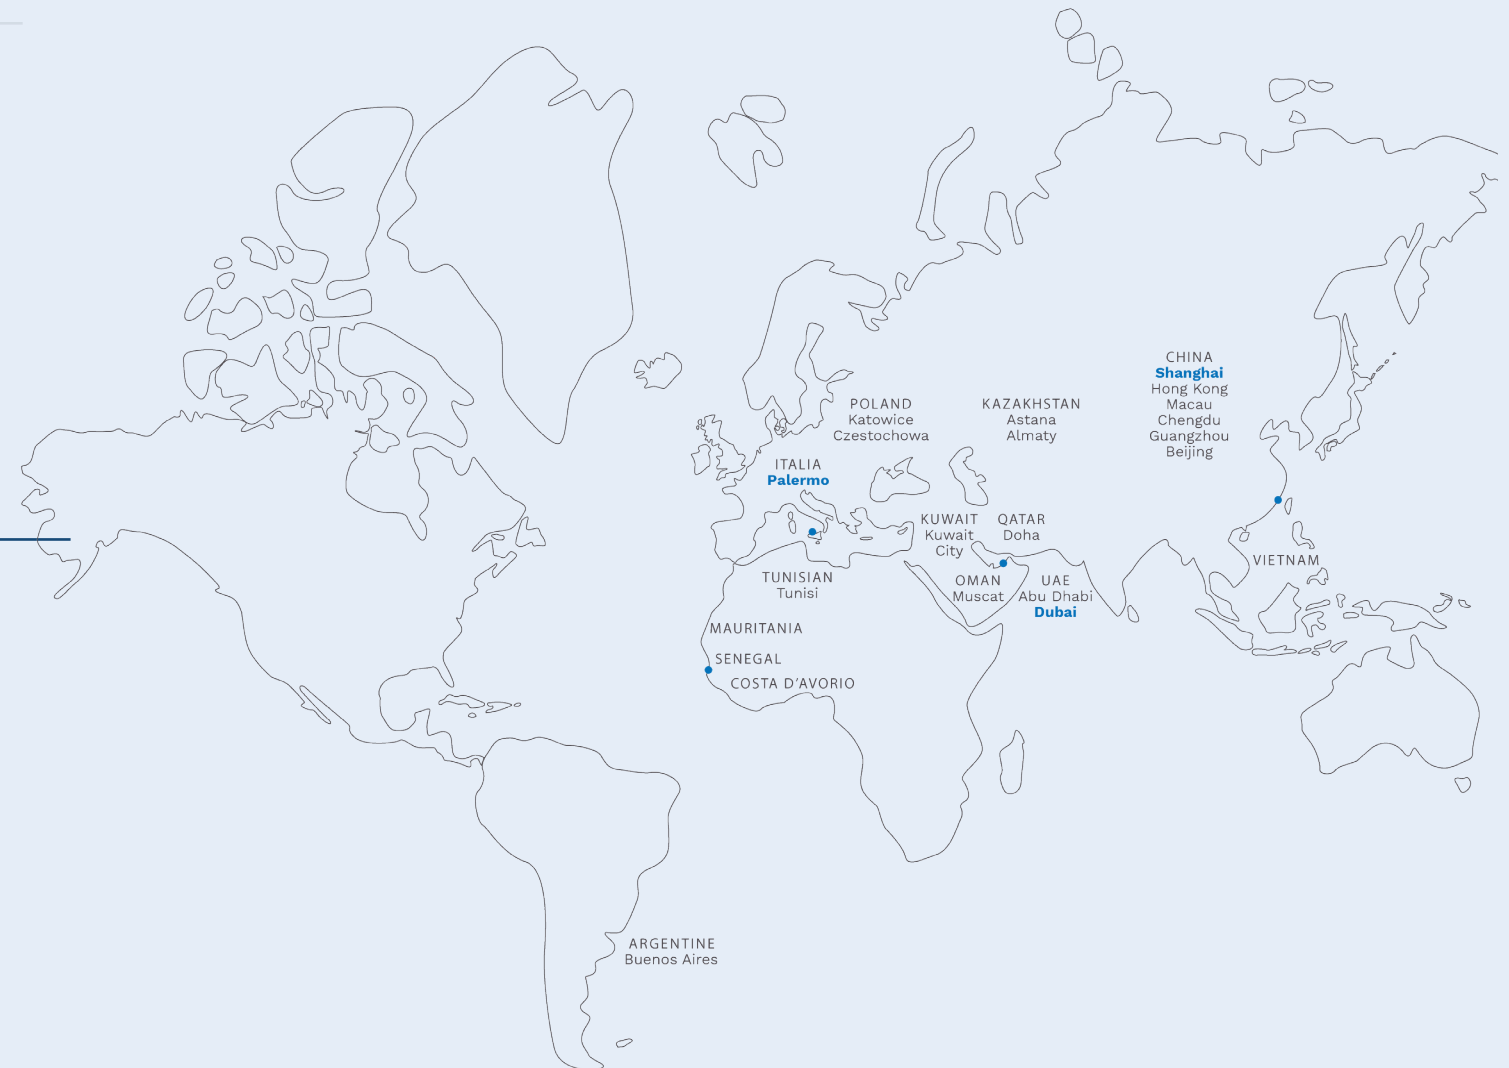 CHINA
Shanghai
Hong Kong
Macau
Chengdu
Guangzhou
Beijing
POLAND
Katowice
Czestochowa
KAZAKHSTAN
Astana
Almaty
ITALIA
Palermo
KUWAIT
Kuwait
City
QATAR
Doha
VIETNAM
TUNISIAN
Tunisi
OMAN
Muscat
UAE
Abu Dhabi
Dubai
MAURITANIA
SENEGAL
COSTA D’AVORIO
ARGENTINE
Buenos Aires